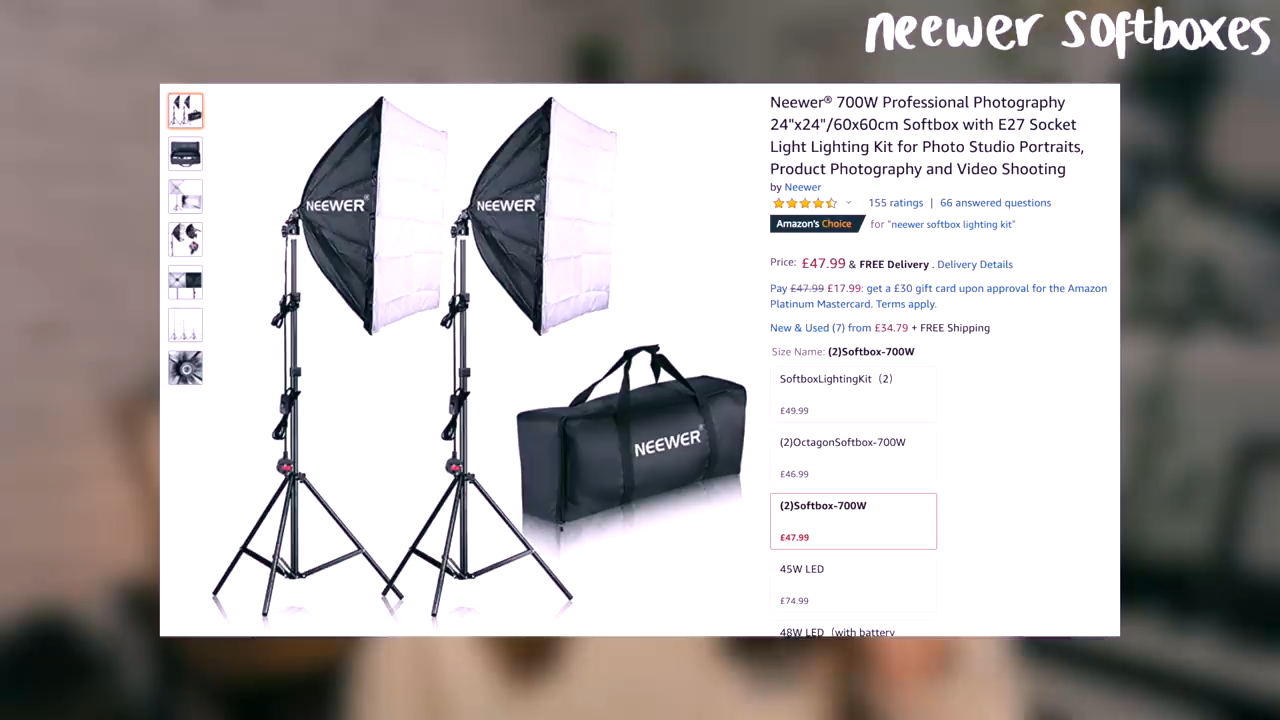 neewer softboxes
Neewer® 700W Professional Photography
24"x24"/60x60cm Softbox with E27 Socket
Light Lighting Kit for Photo Studio Portraits,
Product Photography and Video Shooting
by Neewer
155 ratings | 66 answered questions
Amazon's Choice for "neewer softbox lighting kit"
Price: £47.99 & FREE Delivery . Delivery Details
Pay £47.99 £17.99: get a £30 gift card upon approval for the Amazon
Platinum Mastercard. Terms apply.
New & Used (7) from £34.79 + FREE Shipping
Size Name: (2)Softbox-700W
SoftboxLightingKit（2）
£49.99
(2)OctagonSoftbox-700W
£46.99
(2)Softbox-700W
£47.99
45W LED
£74.99
48W LED（with battery
NEEWER®
NEEWER®
NEEWER®